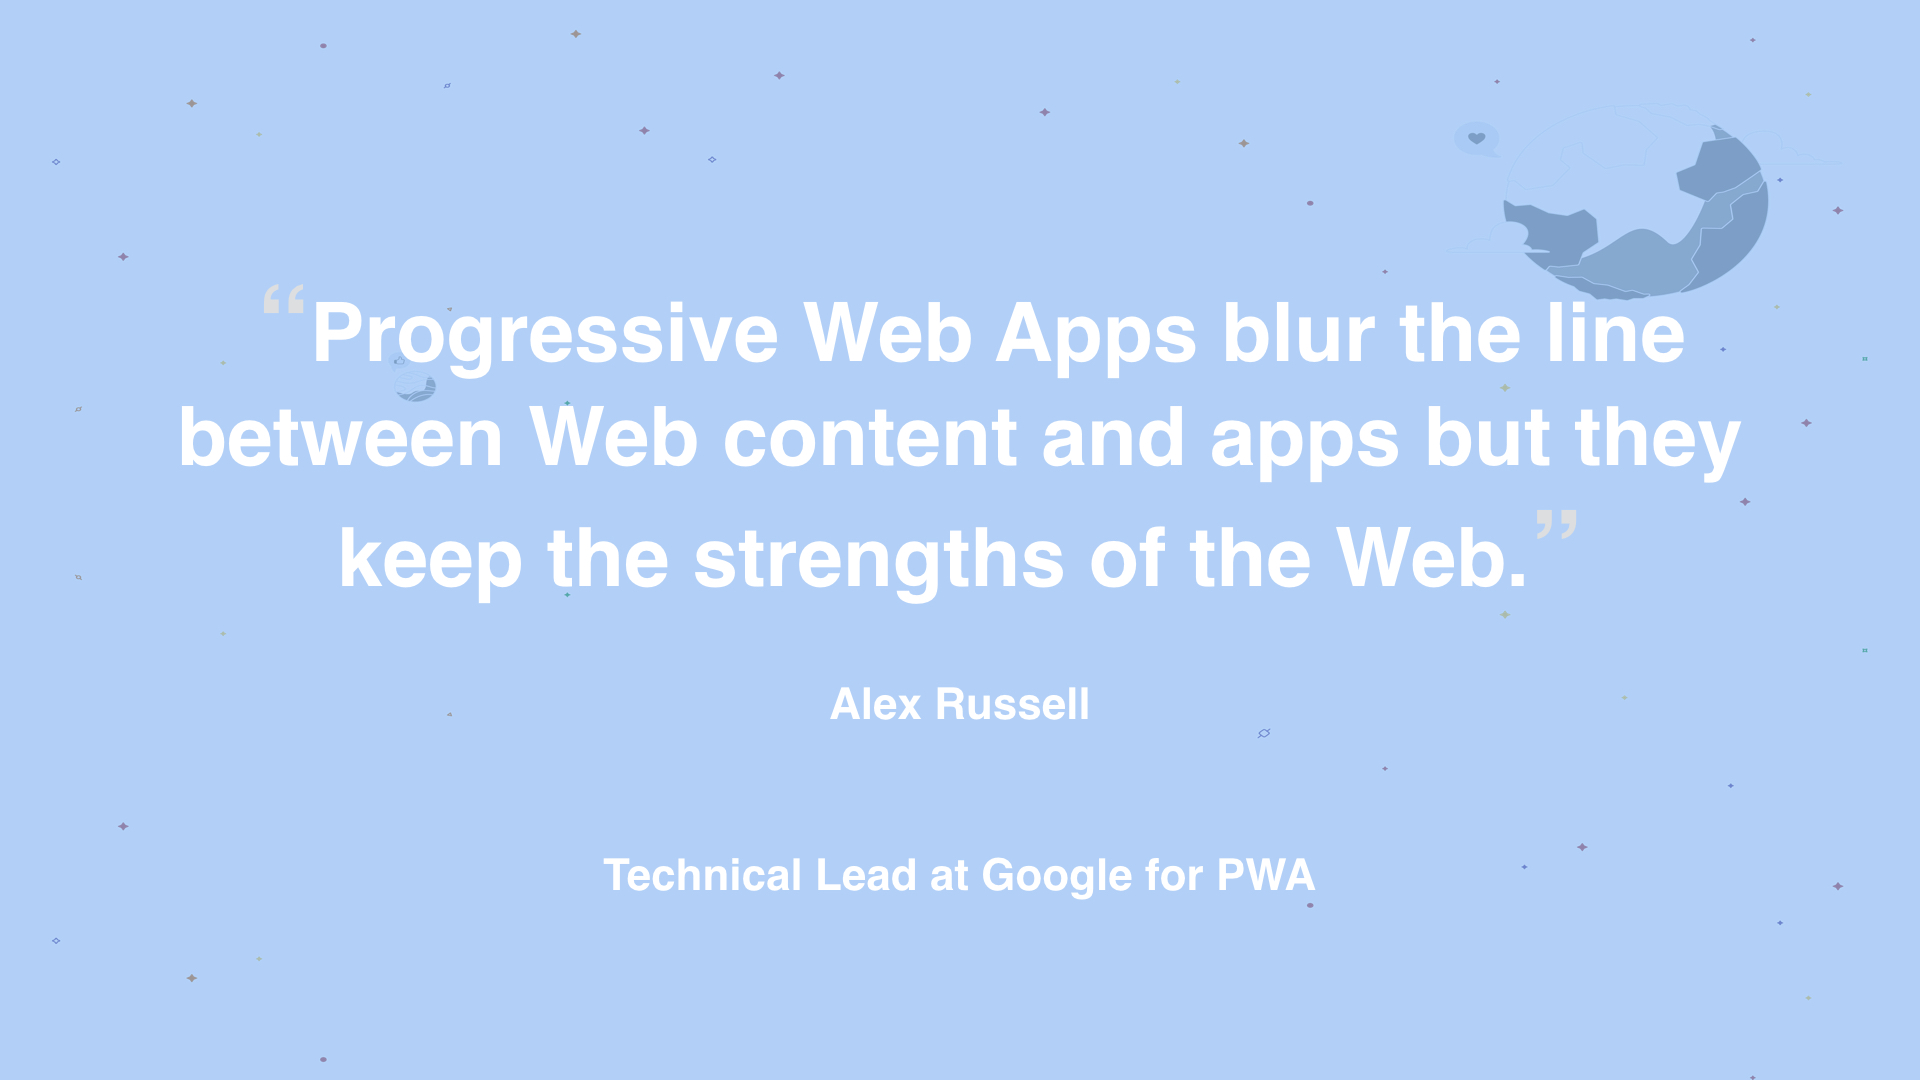 “Progressive Web Apps blur the line
between Web content and apps but they
keep the strengths of the Web.”
Alex Russell
Technical Lead at Google for PWA